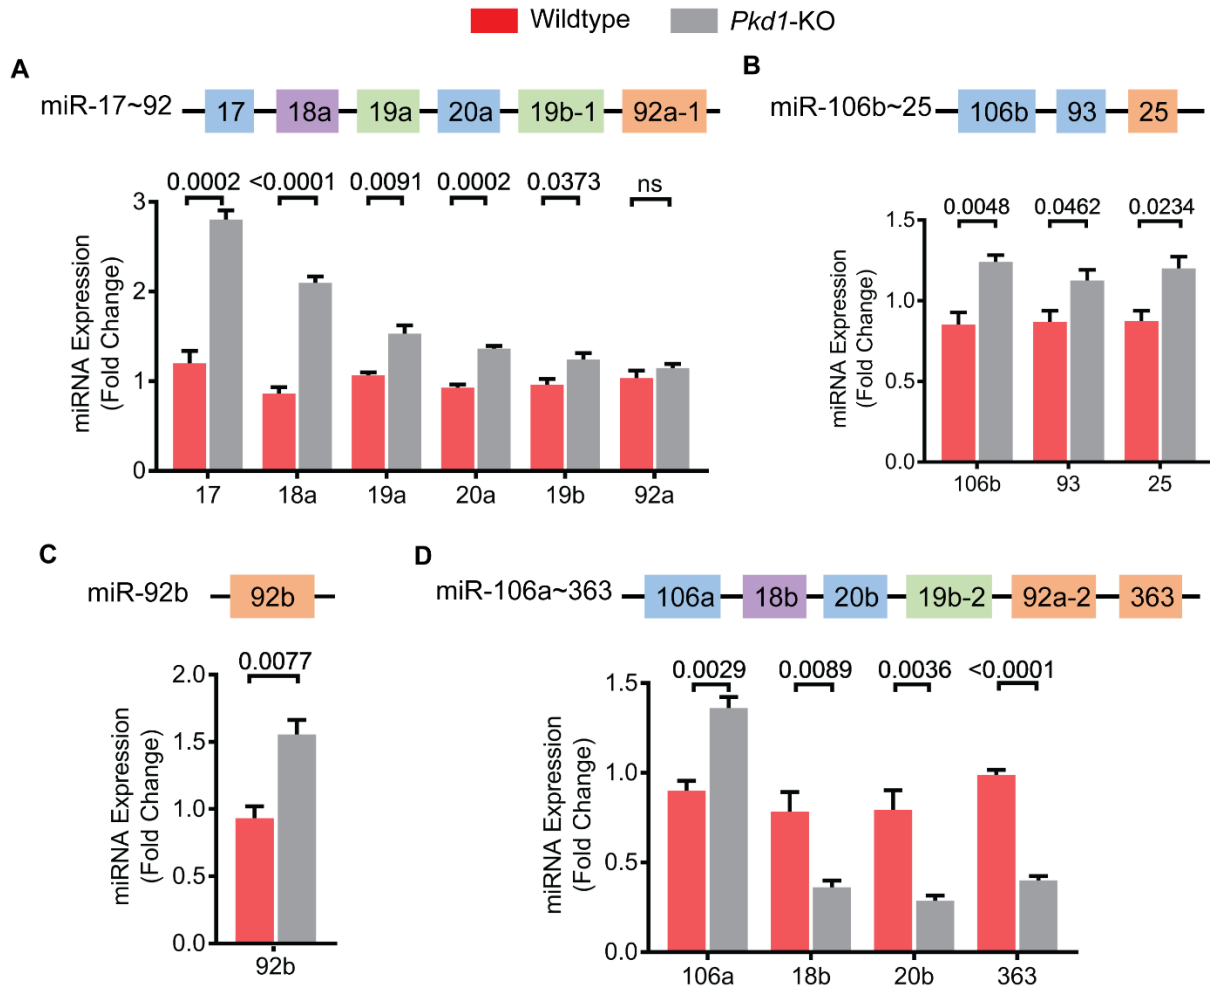 Wildtype Pkd1-KO
A
miR-17~92 17 18a 19a 20a 19b-1 92a-1
0.0002 <0.0001 0.0091 0.0002 0.0373 ns
miRNA Expression
(Fold Change)
3
2
1
0
17 18a 19a 20a 19b 92a
B
miR-106b~25 106b 93 25
0.0048 0.0462 0.0234
miRNA Expression
(Fold Change)
1.5
1.0
0.5
0.0
106b 93 25
C
miR-92b 92b
0.0077
miRNA Expression
(Fold Change)
2.0
1.5
1.0
0.5
0.0
92b
D
miR-106a~363 106a 18b 20b 19b-2 92a-2 363
0.0029 0.0089 0.0036 <0.0001
miRNA Expression
(Fold Change)
1.5
1.0
0.5
0.0
106a 18b 20b 363